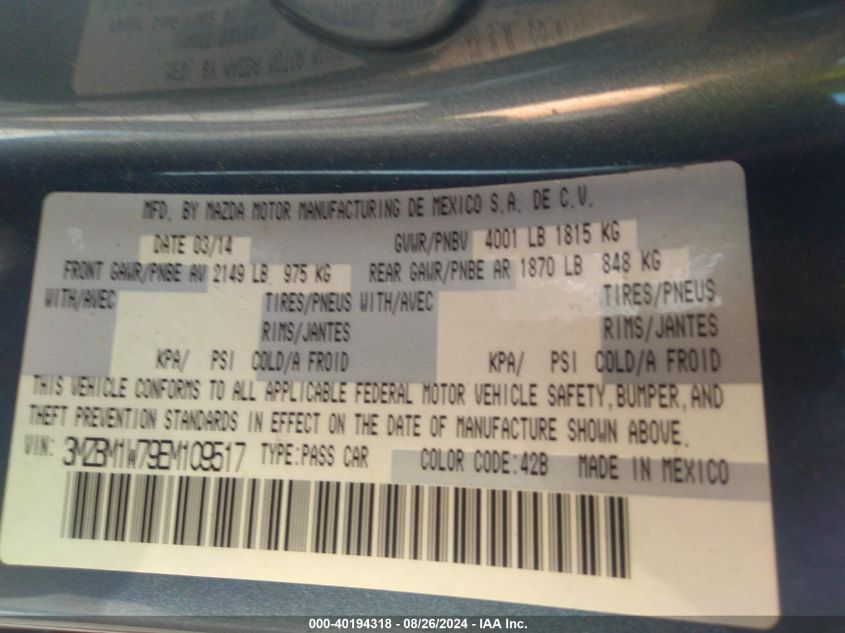 MFD. BY MAZDA MOTOR MANUFACTURING DE MEXICO S.A. DE C.V.
DATE 03/14 GVWR/PNBV 4001 LB 1815 KG
FRONT GAWR/PNBE AV 2149 LB 975 KG REAR GAWR/PNBE AR 1870 LB 848 KG
WITH/AVEC TIRES/PNEUS WITH/AVEC TIRES/PNEUS
RIMS/JANTES RIMS/JANTES
KPA/ PSI COLD/A FROID KPA/ PSI COLD/A FROID
THIS VEHICLE CONFORMS TO ALL APPLICABLE FEDERAL MOTOR VEHICLE SAFETY,BUMPER,AND
THEFT PREVENTION STANDARDS IN EFFECT ON THE DATE OF MANUFACTURE SHOWN ABOVE.
VIN: 3MZBM1W79EM109517 TYPE:PASS CAR COLOR CODE:42B MADE IN MEXICO
000-40194318 - 08/26/2024 - IAA Inc.